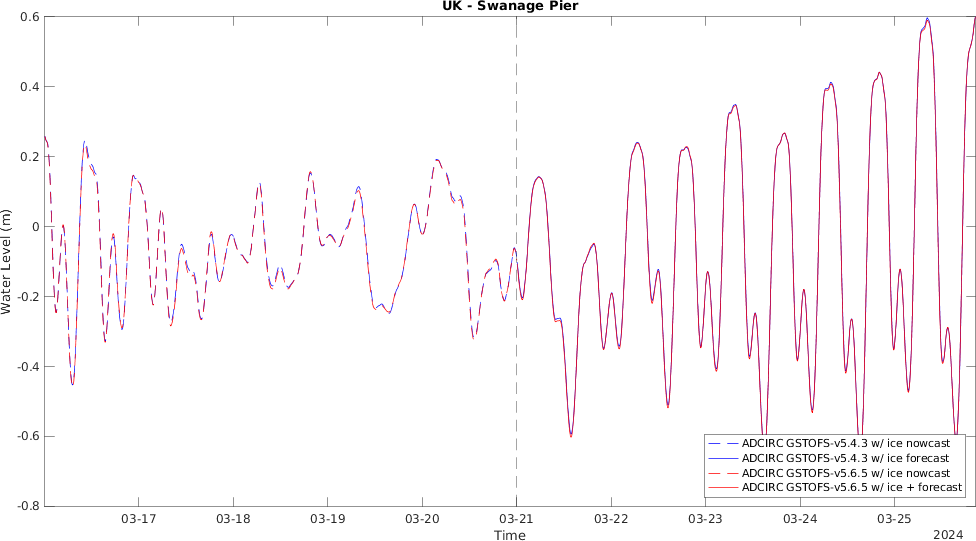 UK - Swanage Pier
0.6
0.4
0.2
0
-0.2
-0.4
-0.6
-0.8
Water Level (m)
ADCIRC GSTOFS-v5.4.3 w/ ice nowcast
ADCIRC GSTOFS-v5.4.3 w/ ice forecast
ADCIRC GSTOFS-v5.6.5 w/ ice nowcast
ADCIRC GSTOFS-v5.6.5 w/ ice + forecast
03-17 03-18 03-19 03-20 03-21 03-22 03-23 03-24 03-25
Time
2024